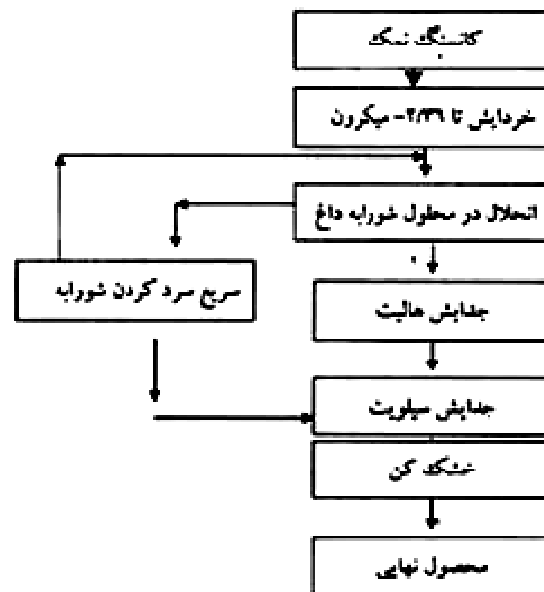 کانسنگ نمک
خردایش تا ۲/۳۶- میکرون
انحلال در محلول شورابه داغ
سریع سرد کردن شورابه
جدایش هالیت
جدایش سیلویت
خشک کن
محصول نهایی